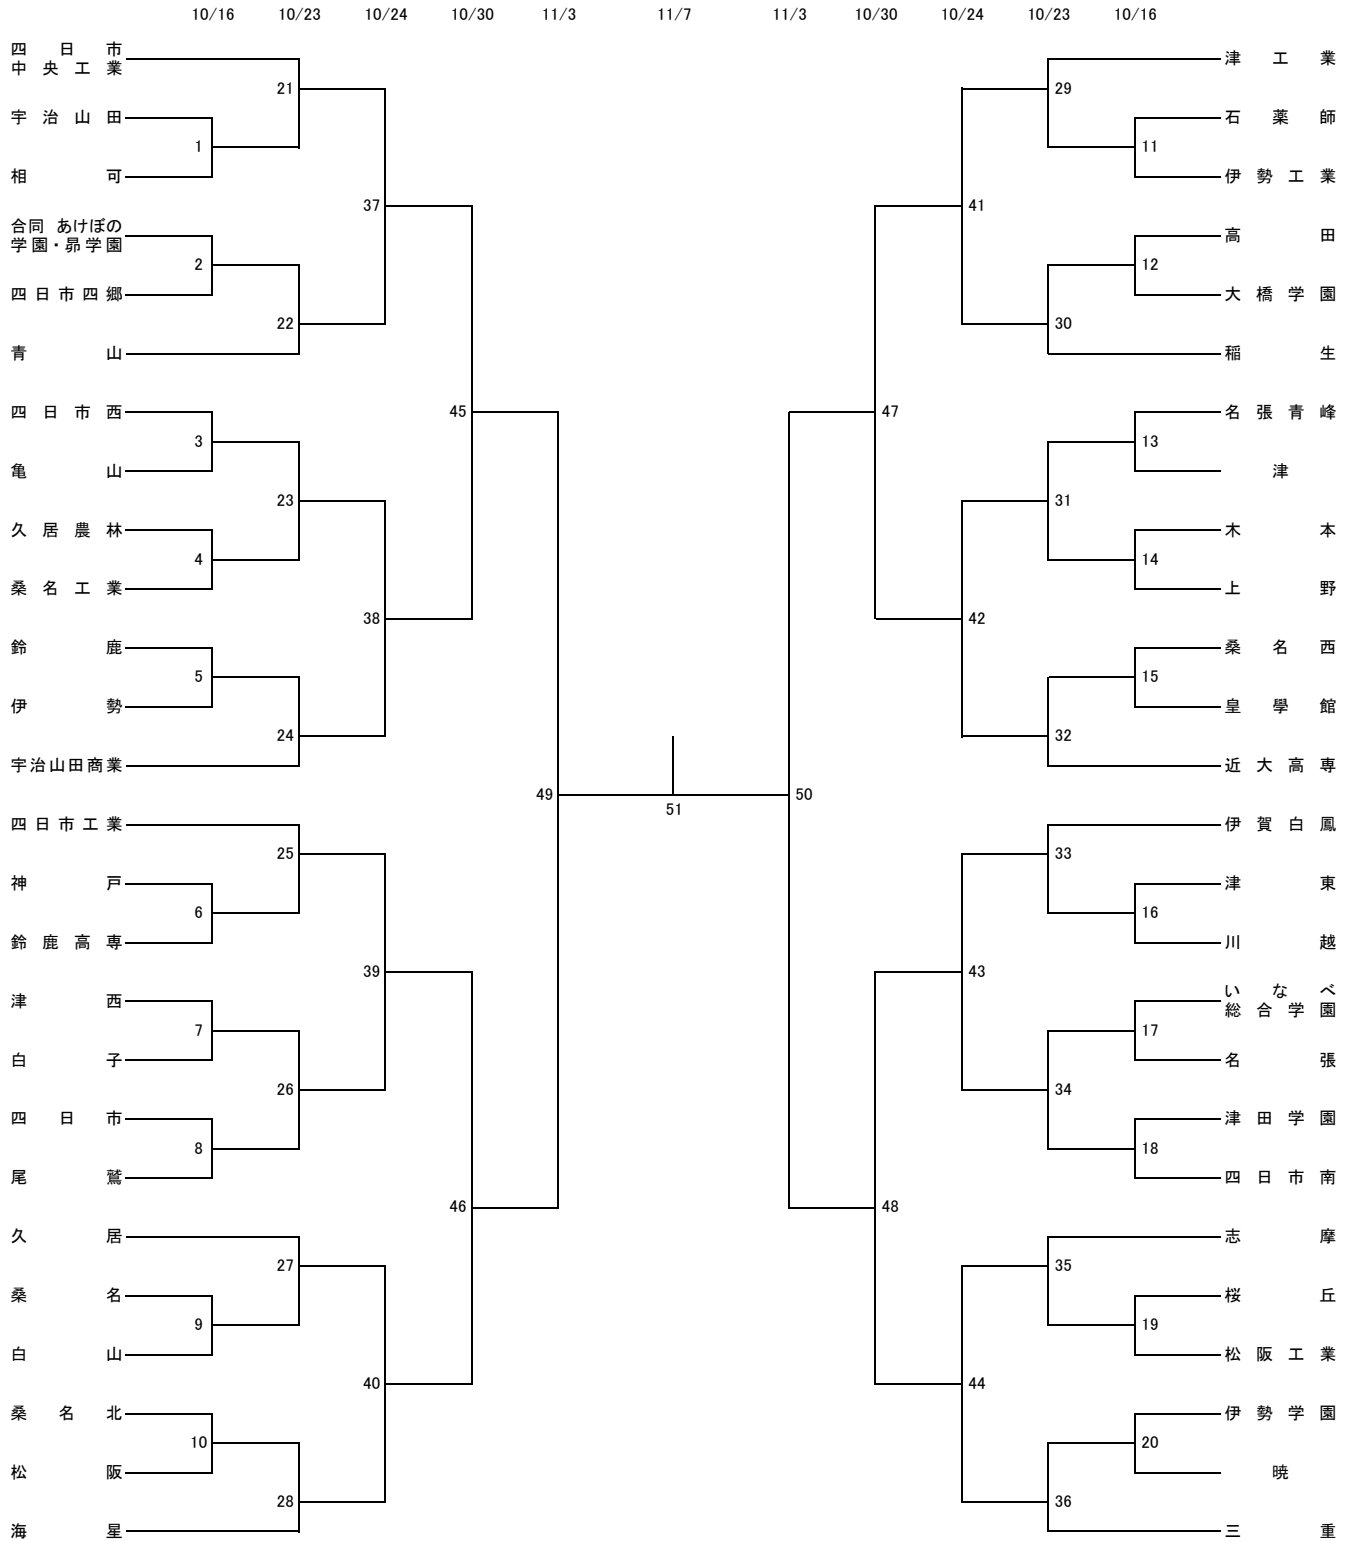 10/16 10/23 10/24 10/30 11/3 11/7 11/3 10/30 10/24 10/23 10/16
四日市
中央工業
21
宇治山田
1
相可
37
合同 あけぼの
学園・昴学園
2
四日市四郷
22
青山
45
四日市西
3
亀山
23
久居農林
4
桑名工業
38
鈴鹿
5
伊勢
24
宇治山田商業
49
51
50
四日市工業
25
神戸
6
鈴鹿高専
39
津西
7
白子
26
四日市
8
尾鷲
46
久居
27
桑名
9
白山
40
桑名北
10
松阪
28
海星
津工業
29
石薬師
11
伊勢工業
41
高田
12
大橋学園
30
稲生
47
名張青峰
13
津
31
木本
14
上野
42
桑名西
15
皇學館
32
近大高専
伊賀白鳳
33
津東
16
川越
43
いなべ
総合学園
17
名張
34
津田学園
18
四日市南
48
志摩
35
桜丘
19
松阪工業
44
伊勢学園
20
暁
36
三重